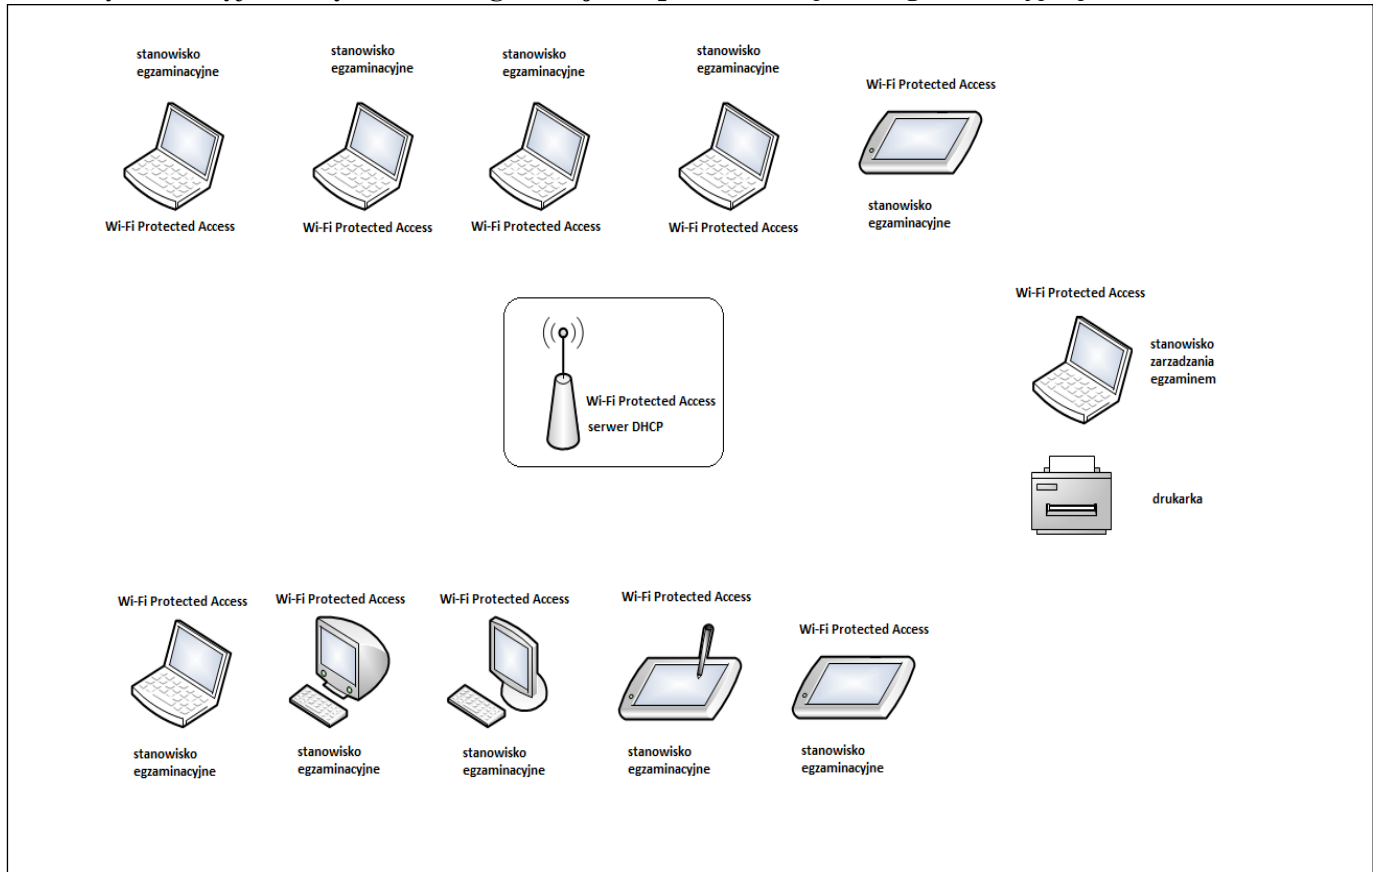 stanowisko
egzaminacyjne
stanowisko
egzaminacyjne
stanowisko
egzaminacyjne
stanowisko
egzaminacyjne
Wi-Fi Protected Access
Wi-Fi Protected Access
Wi-Fi Protected Access
Wi-Fi Protected Access
Wi-Fi Protected Access
stanowisko
egzaminacyjne
Wi-Fi Protected Access
stanowisko
zarzadzania
egzaminem
Wi-Fi Protected Access
serwer DHCP
drukarka
Wi-Fi Protected Access
Wi-Fi Protected Access
Wi-Fi Protected Access
Wi-Fi Protected Access
Wi-Fi Protected Access
stanowisko
egzaminacyjne
stanowisko
egzaminacyjne
stanowisko
egzaminacyjne
stanowisko
egzaminacyjne
stanowisko
egzaminacyjne